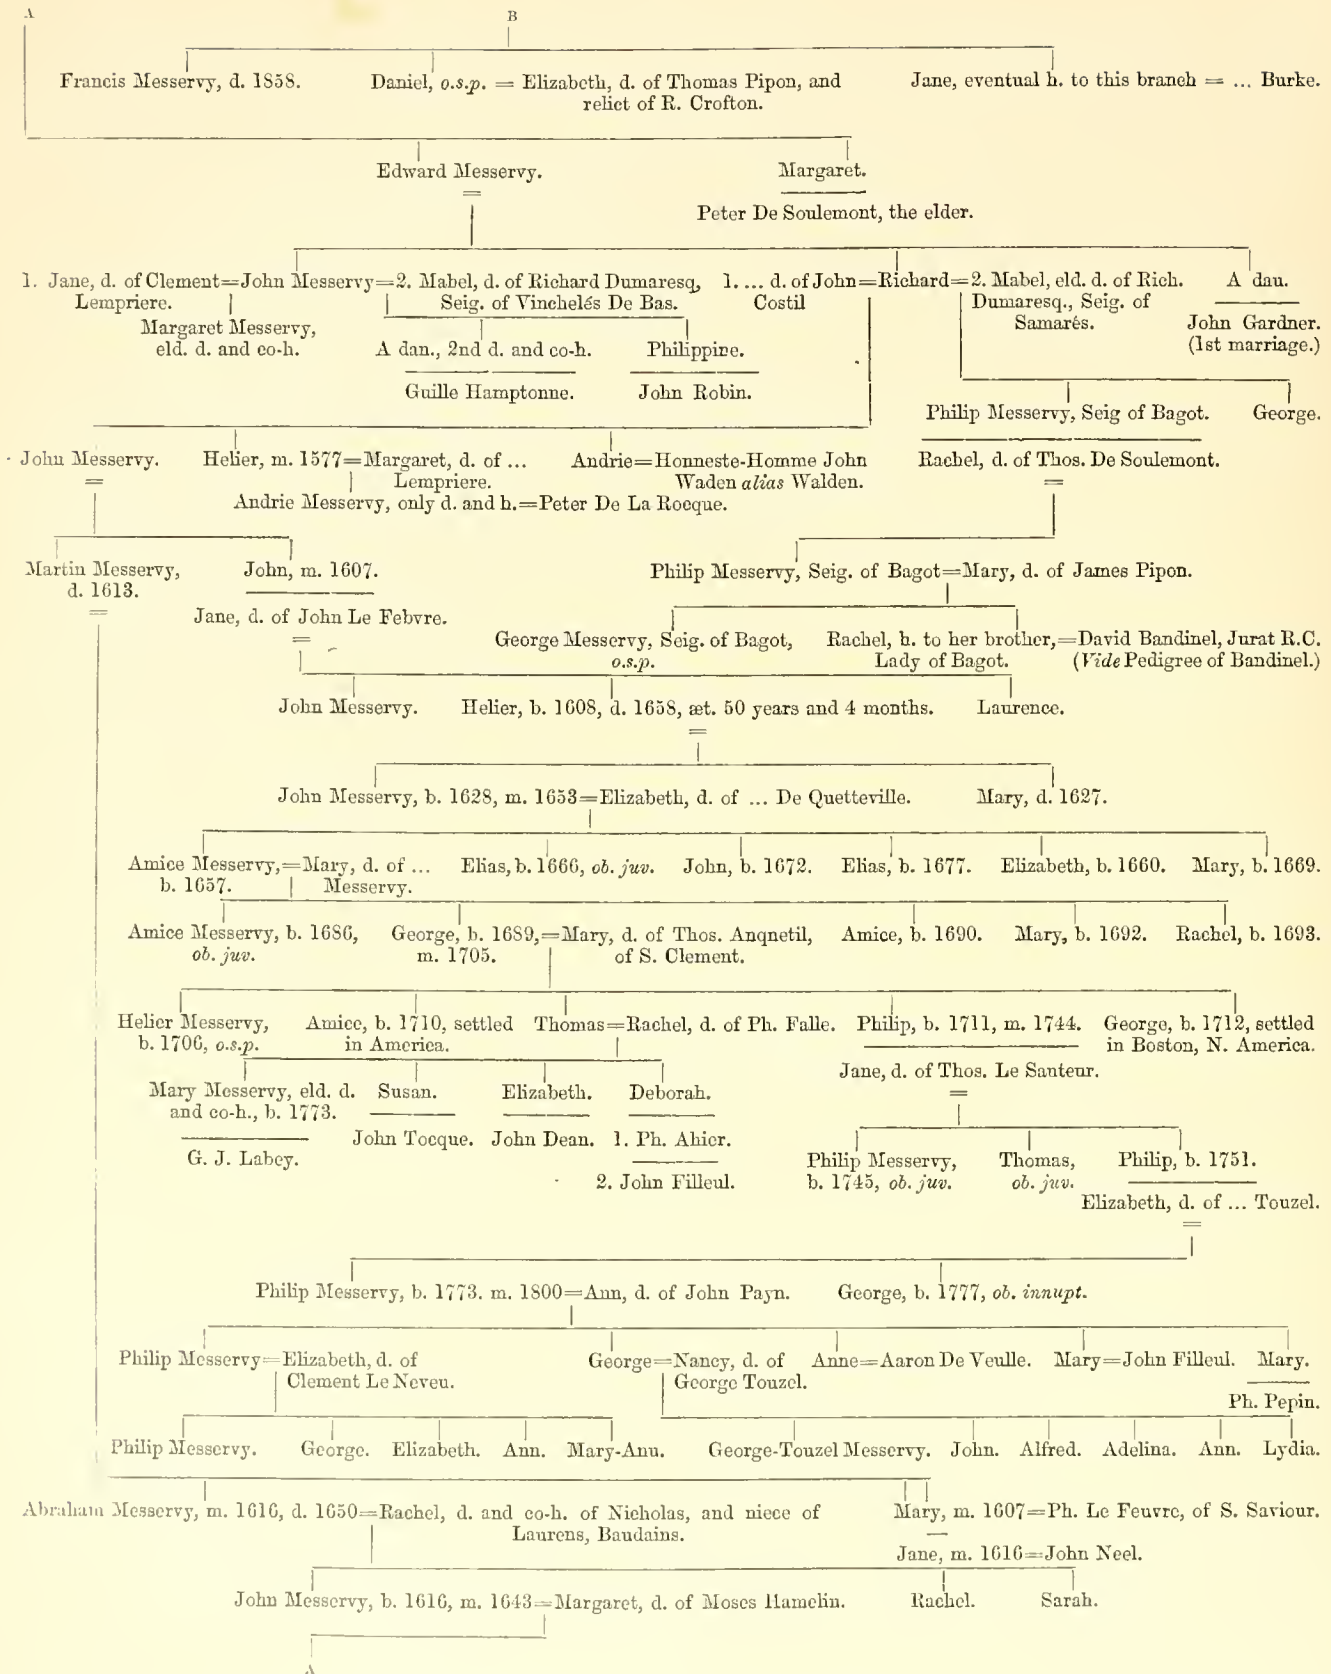 A B
Francis Messervy, d. 1858. Daniel, o.s.p. = Elizabeth, d. of Thomas Pipon, and Jane, eventual h. to this branch = ... Burke.
relict of R. Crofton.
Edward Messervy. Margaret.
=
Peter De Soulemont, the elder.
1. Jane, d. of Clement=John Messervy=2. Mabel, d. of Richard Dumaresq, 1. ... d. of John=Richard=2. Mabel, eld. d. of Rich. A dau.
Lempriere. Seig. of Vinchelés De Bas. Costil Dumaresq., Seig. of
Margaret Messervy, Samarés. John Gardner.
eld. d. and co-h. A dan., 2nd d. and co-h. Philippine. (1st marriage.)
Guille Hamptonne. John Robin.
Philip Messervy, Seig of Bagot. George.
John Messervy. Helier, m. 1577=Margaret, d. of ... Andrie=Honneste-Homme John Rachel, d. of Thos. De Soulemont.
= Lempriere. Waden alias Walden. =
Andrie Messervy, only d. and h.=Peter De La Rocque.
Martin Messervy, John, m. 1607. Philip Messervy, Seig. of Bagot=Mary, d. of James Pipon.
d. 1613.
= Jane, d. of John Le Febvre.
= George Messervy, Seig. of Bagot, Rachel, h. to her brother,=David Bandinel, Jurat R.C.
o.s.p. Lady of Bagot. (Vide Pedigree of Bandinel.)
John Messervy. Helier, b. 1608, d. 1658, æt. 50 years and 4 months. Laurence.
=
John Messervy, b. 1628, m. 1653=Elizabeth, d. of ... De Quetteville. Mary, d. 1627.
Amice Messervy,=Mary, d. of ... Elias, b. 1666, ob. juv. John, b. 1672. Elias, b. 1677. Elizabeth, b. 1660. Mary, b. 1669.
b. 1657. Messervy.
Amice Messervy, b. 1686, George, b. 1689,=Mary, d. of Thos. Anqnetil, Amice, b. 1690. Mary, b. 1692. Rachel, b. 1693.
ob. juv. m. 1705. of S. Clement.
Helier Messervy, Amice, b. 1710, settled Thomas=Rachel, d. of Ph. Falle. Philip, b. 1711, m. 1744. George, b. 1712, settled
b. 1706, o.s.p. in America. in Boston, N. America.
Jane, d. of Thos. Le Santeur.
Mary Messervy, eld. d. Susan. Elizabeth. Deborah. =
and co-h., b. 1773.
John Tocque. John Dean. 1. Ph. Ahier.
G. J. Labey. Philip Messervy, Thomas, Philip, b. 1751.
2. John Filleul. b. 1745, ob. juv. ob. juv.
Elizabeth, d. of ... Touzel.
=
Philip Messervy, b. 1773. m. 1800=Ann, d. of John Payn. George, b. 1777, ob. innupt.
Philip Messervy=Elizabeth, d. of George=Nancy, d. of Anne=Aaron De Veulle. Mary=John Filleul. Mary.
Clement Le Neveu. George Touzel.
Ph. Pepin.
Philip Messervy. George. Elizabeth. Ann. Mary-Anu. George-Touzel Messervy. John. Alfred. Adelina. Ann. Lydia.
Abraham Messervy, m. 1616, d. 1650=Rachel, d. and co-h. of Nicholas, and niece of Mary, m. 1607=Ph. Le Feuvre, of S. Saviour.
Laurens, Baudains.
Jane, m. 1616=John Neel.
John Messervy, b. 1616, m. 1643=Margaret, d. of Moses Hamelin. Rachel. Sarah.
A